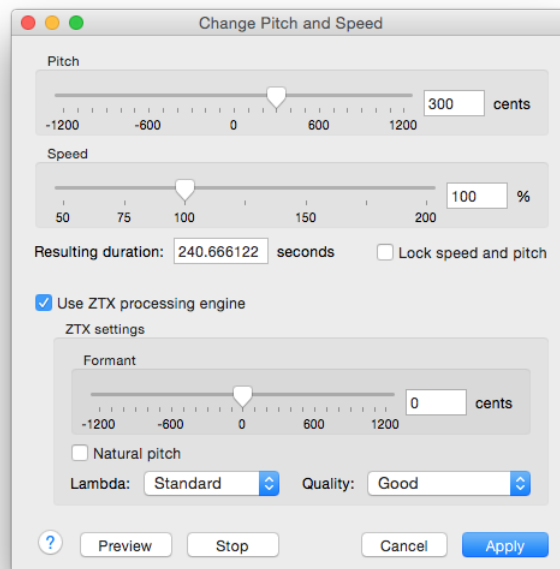 Change Pitch and Speed
Pitch
300 cents
-1200 -600 0 600 1200
Speed
100 %
50 75 100 150 200
Resulting duration: 240.666122 seconds Lock speed and pitch
Use ZTX processing engine
ZTX settings
Formant
0 cents
-1200 -600 0 600 1200
Natural pitch
Lambda: Standard Quality: Good
? Preview Stop Cancel Apply